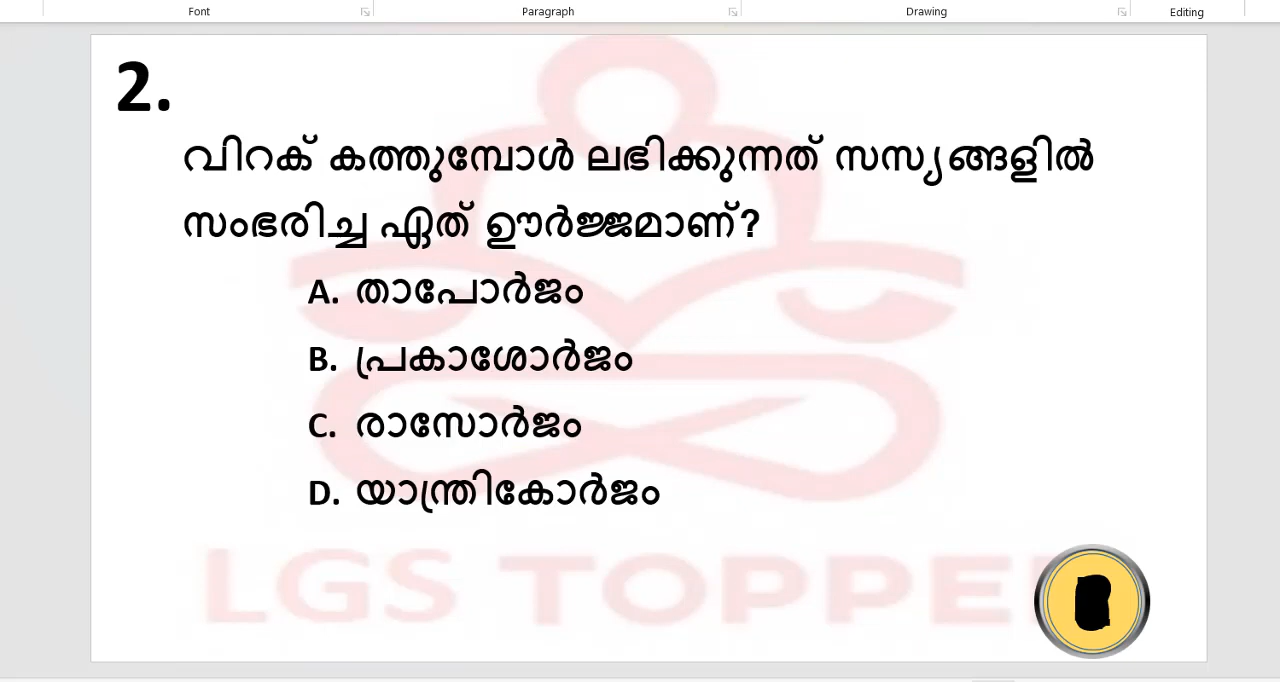 Font Paragraph Drawing Editing
2.
വിറക് കത്തുമ്പോൾ ലഭിക്കുന്നത് സസ്യങ്ങളിൽ
സംഭരിച്ച ഏത് ഊർജ്ജമാണ്?
A. താപോർജം
B. പ്രകാശോർജം
C. രാസോർജം
D. യാന്ത്രികോർജം
LGS TOPPE